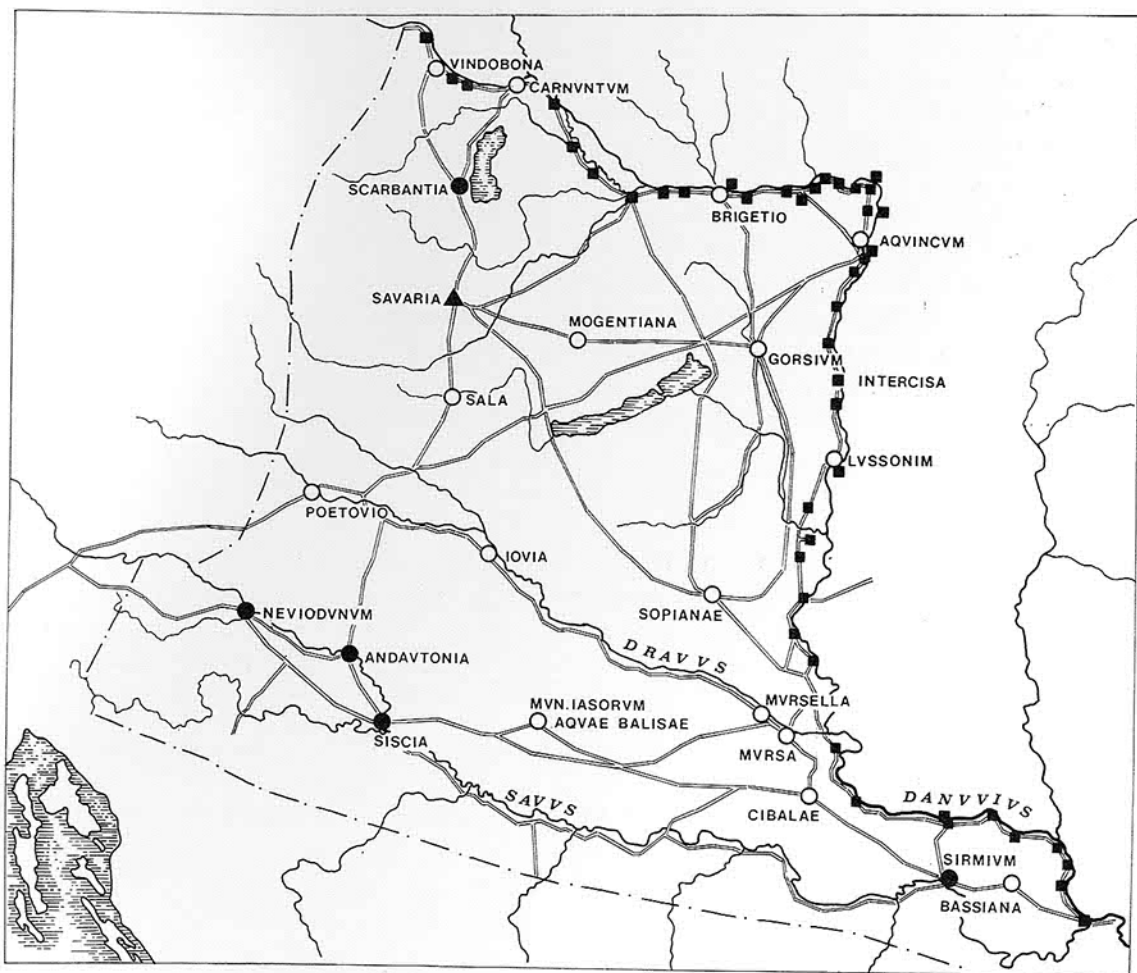 VINDOBONA
CARNVNTVM
SCARBANTIA
BRIGETIO
AQVINCVM
SAVARIA
MOGENTIANA
GORSIVM
INTERCISA
SALA
LVSSONIM
POETOVIO
IOVIA
SOPIANAE
NEVIODVNVM
ANDAVTONIA
DRAVVS
MVN.IASORVM
AQVAE BALISAE
MVRSELLA
SISCIA
MVRSA
SAVVS
CIBALAE
DANVVIVS
SIRMIVM
BASSIANA